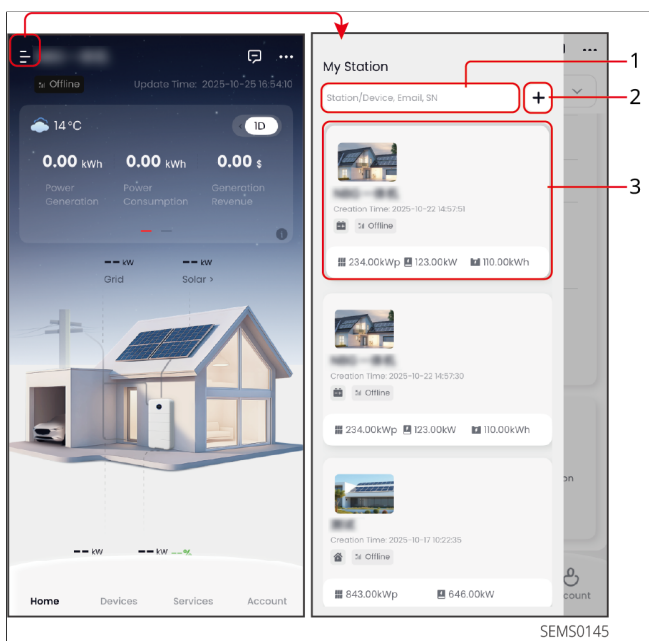 Offline
Update Time: 2025-10-25 16:54:10
14°C
1D
0.00 kWh
0.00 kWh
0.00 $
Power Generation
Power Consumption
Generation Revenue
-- kW
Grid
-- kW
Solar >
-- kW
-- kW --%
Home
Devices
Services
Account
My Station
Station/Device, Email, SN
+
Creation Time: 2025-10-22 14:57:51
Offline
234.00kWp
123.00kW
110.00kWh
Creation Time: 2025-10-22 14:57:30
Offline
234.00kWp
123.00kW
110.00kWh
Creation Time: 2025-10-17 10:22:35
Offline
843.00kWp
646.00kW
on
count
1
2
3
SEMS0145